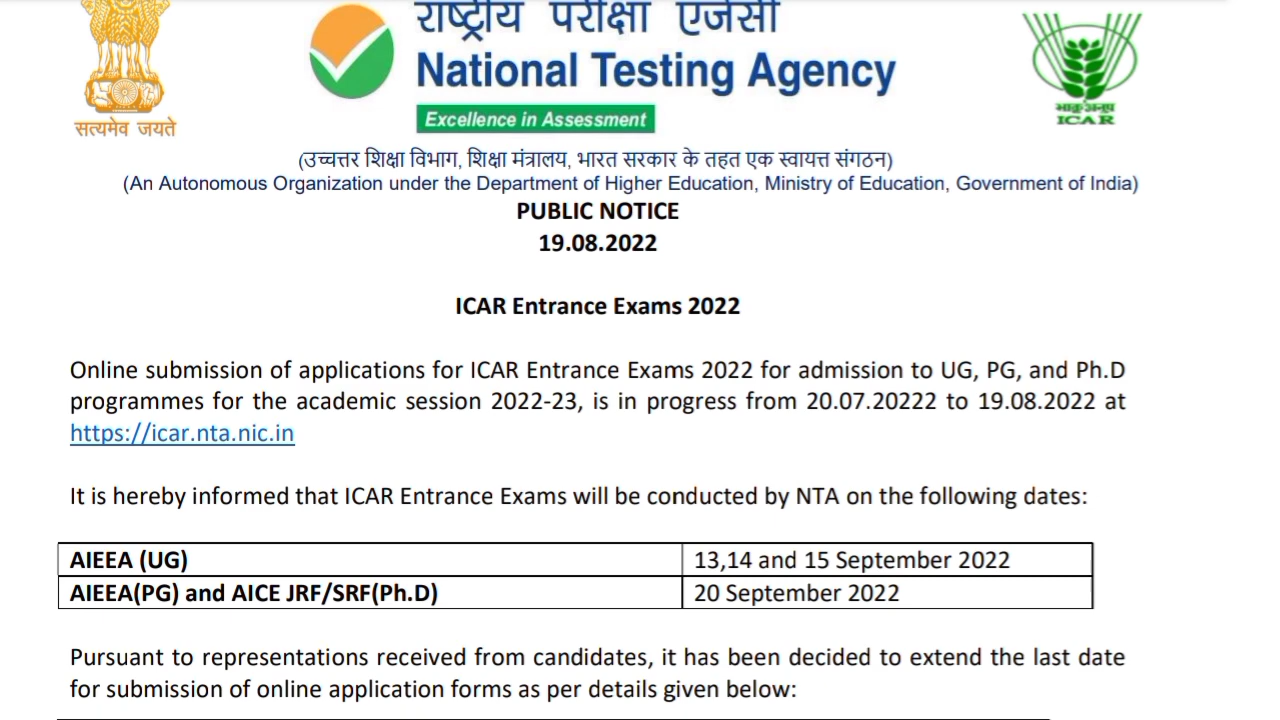 राष्ट्रीय परीक्षा एजेंसी
National Testing Agency
Excellence in Assessment
सत्यमेव जयते
ICAR
(उच्चत्तर शिक्षा विभाग, शिक्षा मंत्रालय, भारत सरकार के तहत एक स्वायत्त संगठन)
(An Autonomous Organization under the Department of Higher Education, Ministry of Education, Government of India)
PUBLIC NOTICE
19.08.2022
ICAR Entrance Exams 2022
Online submission of applications for ICAR Entrance Exams 2022 for admission to UG, PG, and Ph.D
programmes for the academic session 2022-23, is in progress from 20.07.20222 to 19.08.2022 at
https://icar.nta.nic.in
It is hereby informed that ICAR Entrance Exams will be conducted by NTA on the following dates:
AIEEA (UG) 13,14 and 15 September 2022
AIEEA(PG) and AICE JRF/SRF(Ph.D) 20 September 2022
Pursuant to representations received from candidates, it has been decided to extend the last date
for submission of online application forms as per details given below: